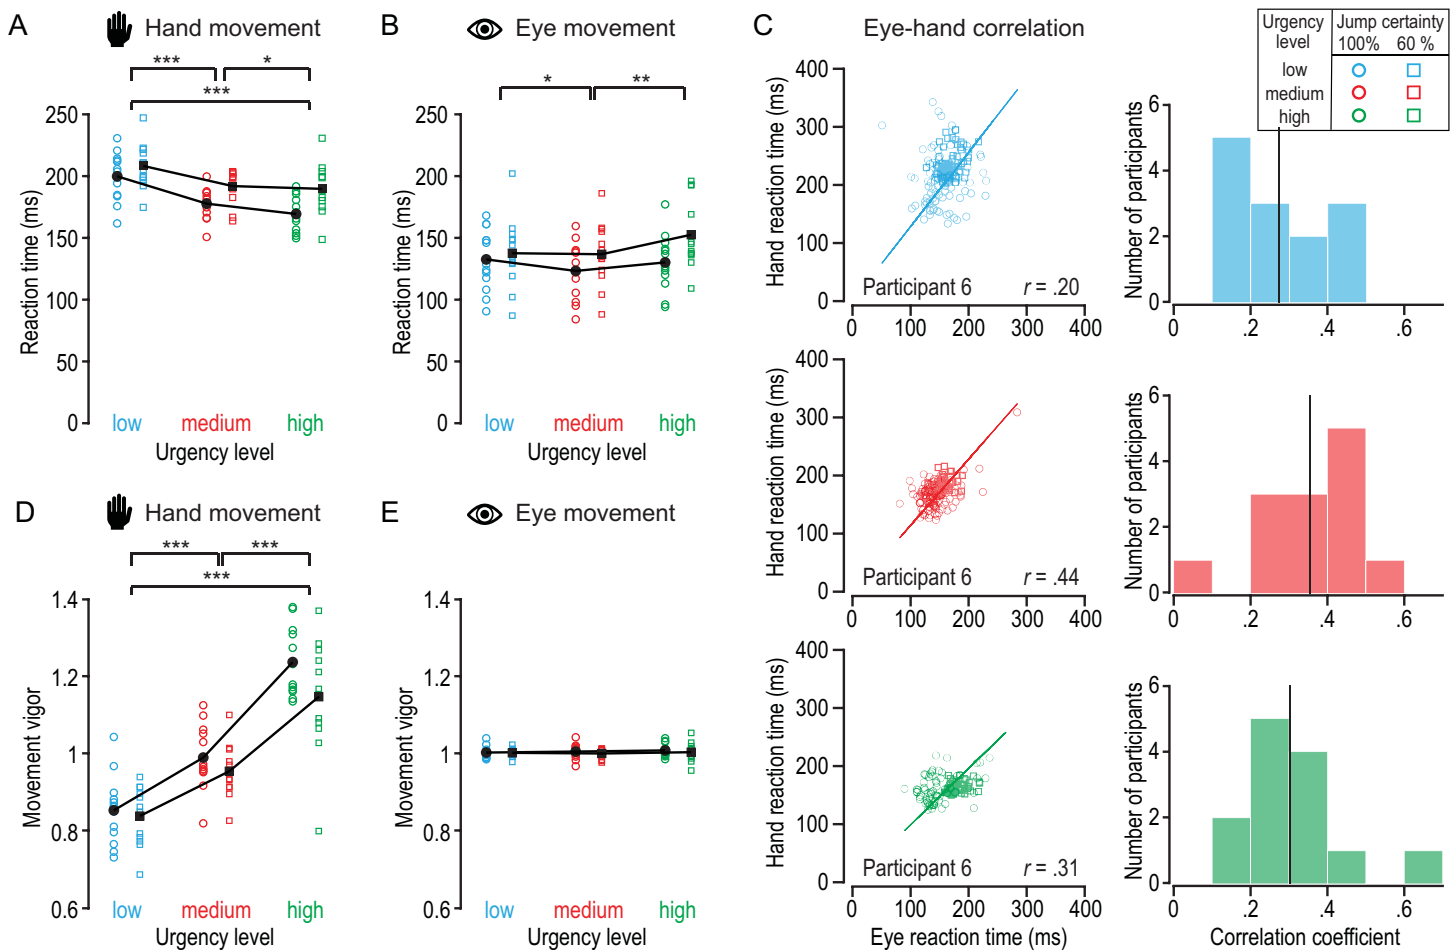 A
Hand movement
***
*
***
250
200
150
100
50
0
Reaction time (ms)
low
medium
high
Urgency level
B
Eye movement
*
**
250
200
150
100
50
0
Reaction time (ms)
low
medium
high
Urgency level
C
Eye-hand correlation
Urgency level
Jump certainty
100%
60 %
low
medium
high
400
300
200
100
0
Hand reaction time (ms)
Participant 6
r = .20
0
100
200
300
400
6
4
2
0
Number of participants
0
.2
.4
.6
400
300
200
100
0
Hand reaction time (ms)
Participant 6
r = .44
0
100
200
300
400
6
4
2
0
Number of participants
0
.2
.4
.6
400
300
200
100
0
Hand reaction time (ms)
Participant 6
r = .31
0
100
200
300
400
Eye reaction time (ms)
6
4
2
0
Number of participants
0
.2
.4
.6
Correlation coefficient
D
Hand movement
***
***
***
1.4
1.2
1
0.8
0.6
Movement vigor
low
medium
high
Urgency level
E
Eye movement
1.4
1.2
1
0.8
0.6
Movement vigor
low
medium
high
Urgency level